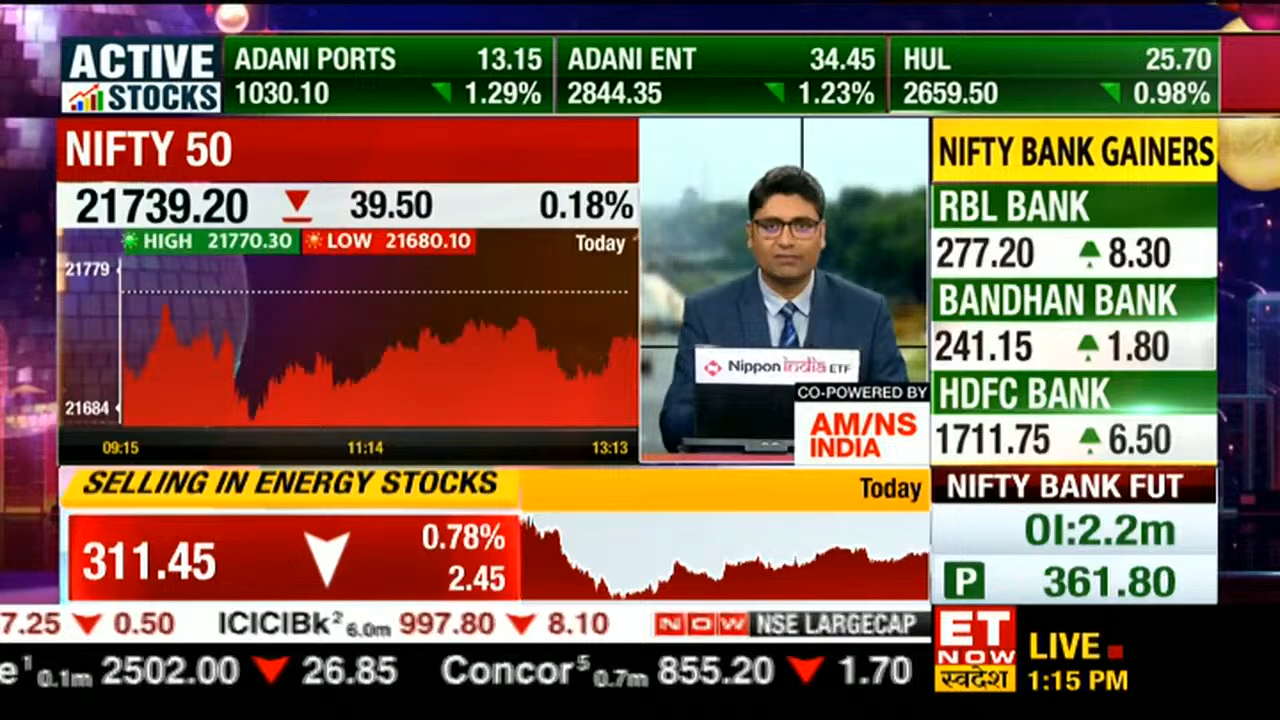 ACTIVE
STOCKS
ADANI PORTS 13.15
1030.10 1.29%
ADANI ENT 34.45
2844.35 1.23%
HUL 25.70
2659.50 0.98%
NIFTY 50
21739.20 39.50 0.18%
HIGH 21770.30 LOW 21680.10 Today
21779
21684
09:15 11:14 13:13
Nippon india ETF
CO-POWERED BY
AM/NS
INDIA
NIFTY BANK GAINERS
RBL BANK
277.20 8.30
BANDHAN BANK
241.15 1.80
HDFC BANK
1711.75 6.50
NIFTY BANK FUT
OI:2.2m
P 361.80
SELLING IN ENERGY STOCKS Today
311.45 0.78%
2.45
7.25 0.50 ICICIBk² 6.0m 997.80 8.10 NOW NSE LARGECAP
e¹ 0.1m 2502.00 26.85 Concor⁵ 0.7m 855.20 1.70
ET
NOW
स्वदेश
LIVE
1:15 PM